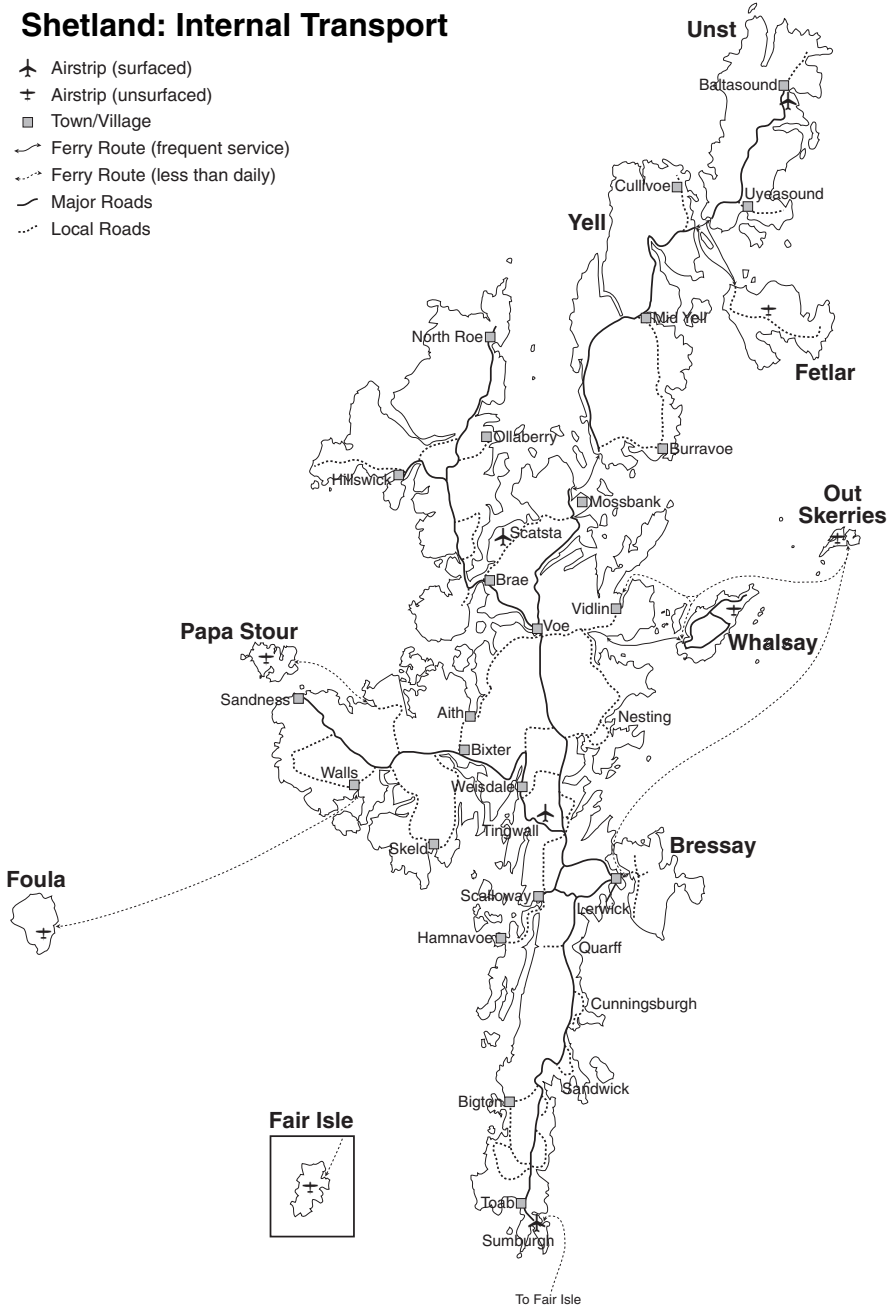 Shetland: Internal Transport
Airstrip (surfaced)
Airstrip (unsurfaced)
Town/Village
Ferry Route (frequent service)
Ferry Route (less than daily)
Major Roads
Local Roads
Unst
Baltasound
Cullivoe
Uyeasound
Yell
Mid Yell
North Roe
Fetlar
Ollaberry
Burravoe
Hillswick
Mossbank
Out
Skerries
Scatsta
Brae
Vidlin
Voe
Papa Stour
Whalsay
Sandness
Aith
Nesting
Bixter
Walls
Weisdale
Tingwall
Skeld
Bressay
Foula
Scalloway
Lerwick
Hamnavoe
Quarff
Cunningsburgh
Sandwick
Bigton
Fair Isle
Toab
Sumburgh
To Fair Isle